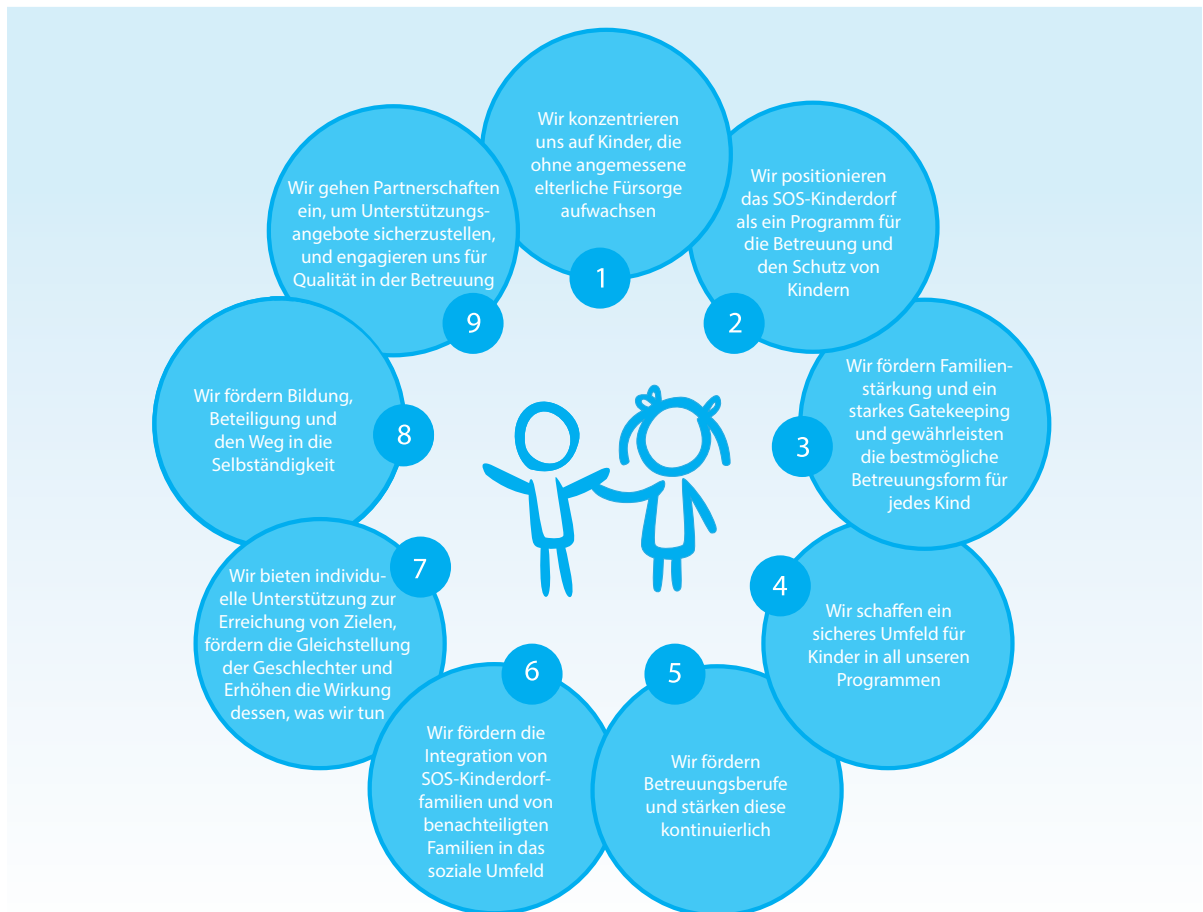 Wir konzentrieren
uns auf Kinder, die
ohne angemessene
elterliche Fürsorge
aufwachsen
1
Wir positionieren
das SOS-Kinderdorf
als ein Programm für
die Betreuung und
den Schutz von
Kindern
2
Wir fördern Familien-
stärkung und ein
starkes Gatekeeping
und gewährleisten
die bestmögliche
Betreuungsform für
jedes Kind
3
Wir schaffen ein
sicheres Umfeld für
Kinder in all unseren
Programmen
4
Wir fördern
Betreuungsberufe
und stärken diese
kontinuierlich
5
Wir fördern die
Integration von
SOS-Kinderdorf-
familien und von
benachteiligten
Familien in das
soziale Umfeld
6
Wir bieten individu-
elle Unterstützung zur
Erreichung von Zielen,
fördern die Gleichstellung
der Geschlechter und
Erhöhen die Wirkung
dessen, was wir tun
7
Wir fördern Bildung,
Beteiligung und
den Weg in die
Selbständigkeit
8
Wir gehen Partnerschaften
ein, um Unterstützungs-
angebote sicherzustellen,
und engagieren uns für
Qualität in der Betreuung
9